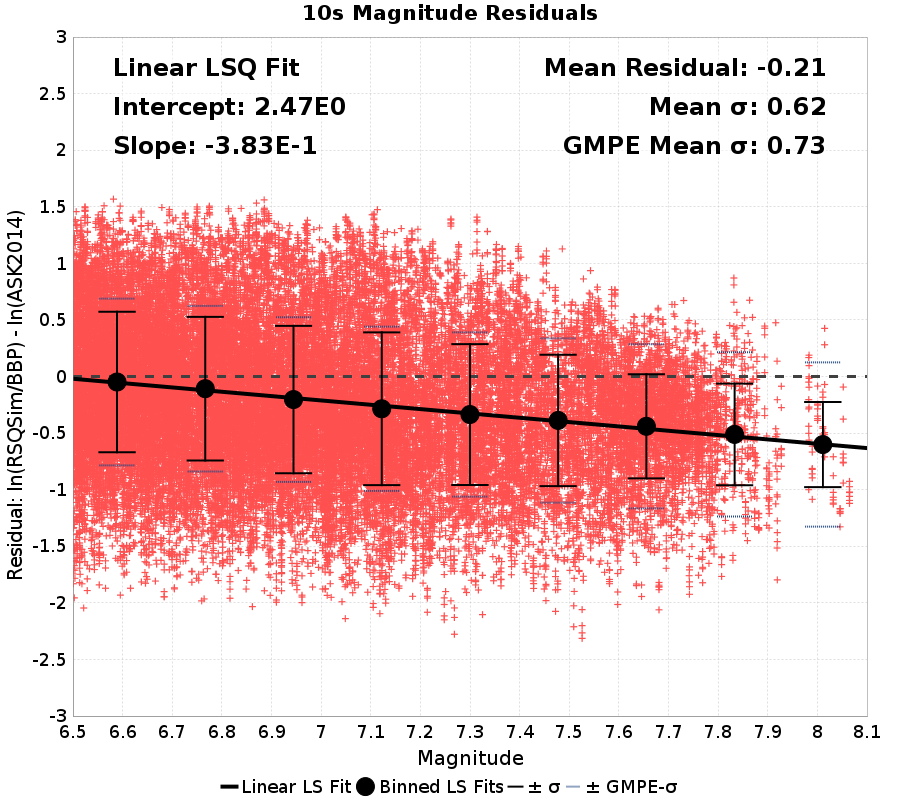 10s Magnitude Residuals
Linear LSQ Fit
Intercept: 2.47E0
Slope: -3.83E-1
Mean Residual: -0.21
Mean σ: 0.62
GMPE Mean σ: 0.73
Residual: ln(RSQSim/BBP) - ln(ASK2014)
3
2.5
2
1.5
1
0.5
0
-0.5
-1
-1.5
-2
-2.5
-3
6.5 6.6 6.7 6.8 6.9 7 7.1 7.2 7.3 7.4 7.5 7.6 7.7 7.8 7.9 8 8.1
Magnitude
Linear LS Fit Binned LS Fits ± σ ± GMPE-σ